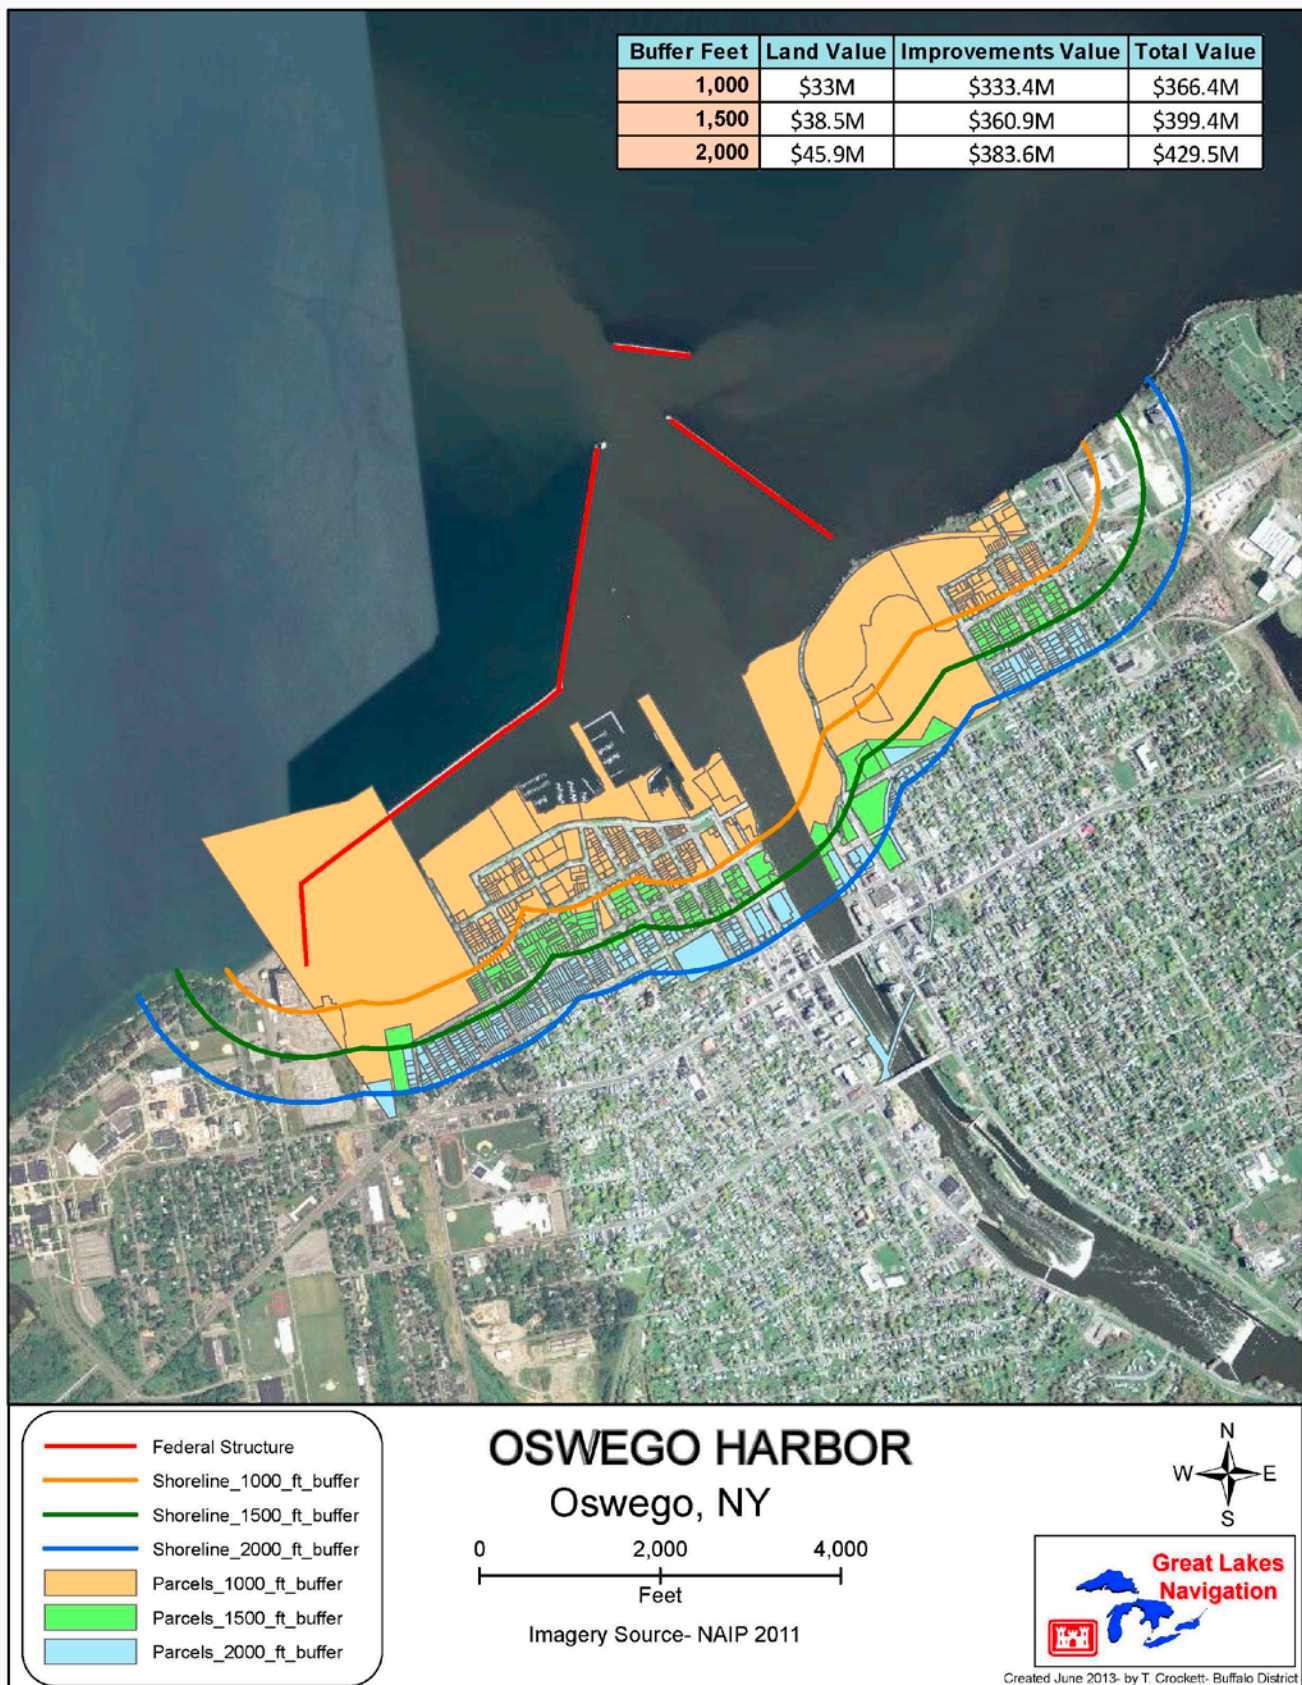 Buffer Feet Land Value Improvements Value Total Value
1,000 $33M $333.4M $366.4M
1,500 $38.5M $360.9M $399.4M
2,000 $45.9M $383.6M $429.5M
Federal Structure
Shoreline_1000_ft_buffer
Shoreline_1500_ft_buffer
Shoreline_2000_ft_buffer
Parcels_1000_ft_buffer
Parcels_1500_ft_buffer
Parcels_2000_ft_buffer
OSWEGO HARBOR
Oswego, NY
0 2,000 4,000
Feet
Imagery Source- NAIP 2011
N
W E
S
Great Lakes
Navigation
Created June 2013- by T. Crockett- Buffalo District